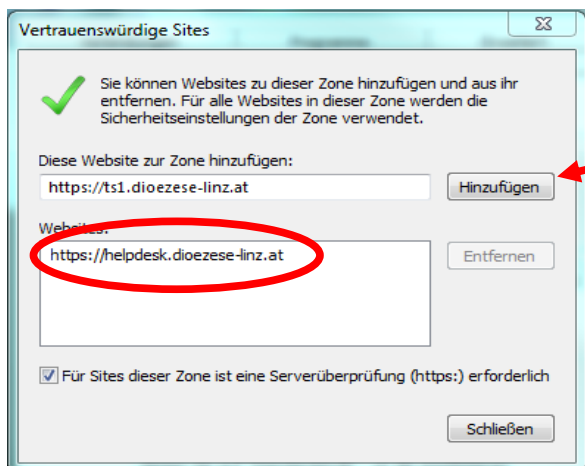 Vertrauenswürdige Sites
Sie können Websites zu dieser Zone hinzufügen und aus ihr
entfernen. Für alle Websites in dieser Zone werden die
Sicherheitseinstellungen der Zone verwendet.
Diese Website zur Zone hinzufügen:
https://ts1.dioezese-linz.at
Hinzufügen
Websites:
https://helpdesk.dioezese-linz.at
Entfernen
Für Sites dieser Zone ist eine Serverüberprüfung (https:) erforderlich
Schließen